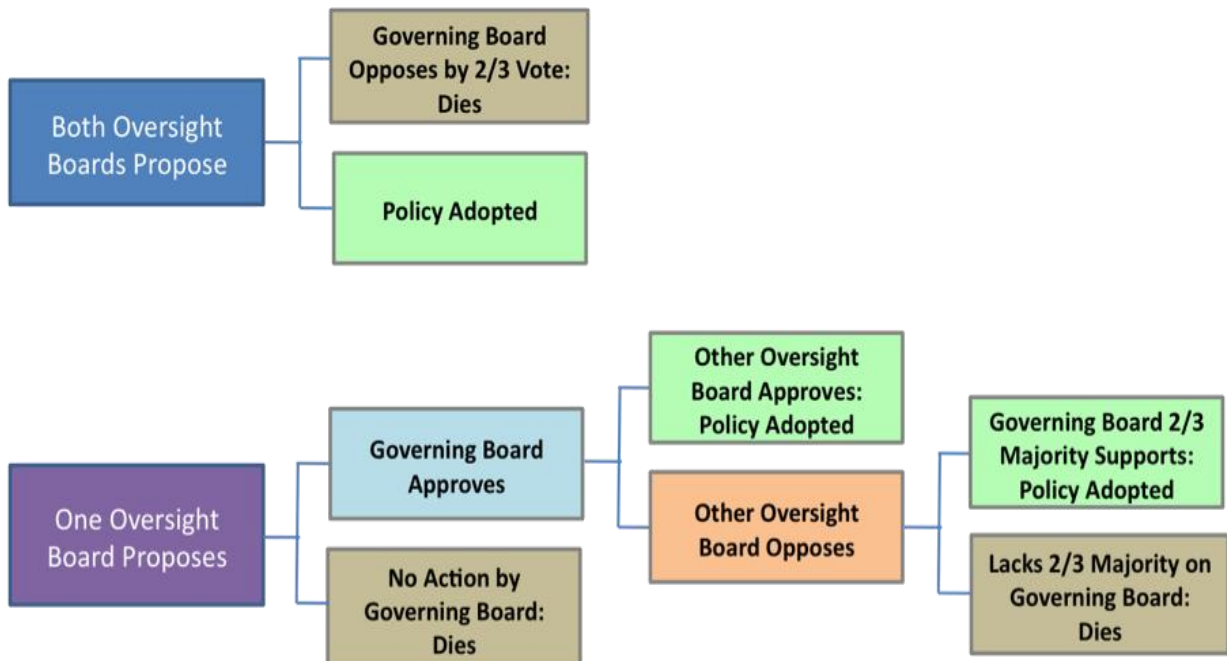 Both Oversight
Boards Propose
Governing Board
Opposes by 2/3 Vote:
Dies
Policy Adopted
One Oversight
Board Proposes
Governing Board
Approves
No Action by
Governing Board:
Dies
Other Oversight
Board Approves:
Policy Adopted
Other Oversight
Board Opposes
Governing Board 2/3
Majority Supports:
Policy Adopted
Lacks 2/3 Majority on
Governing Board:
Dies